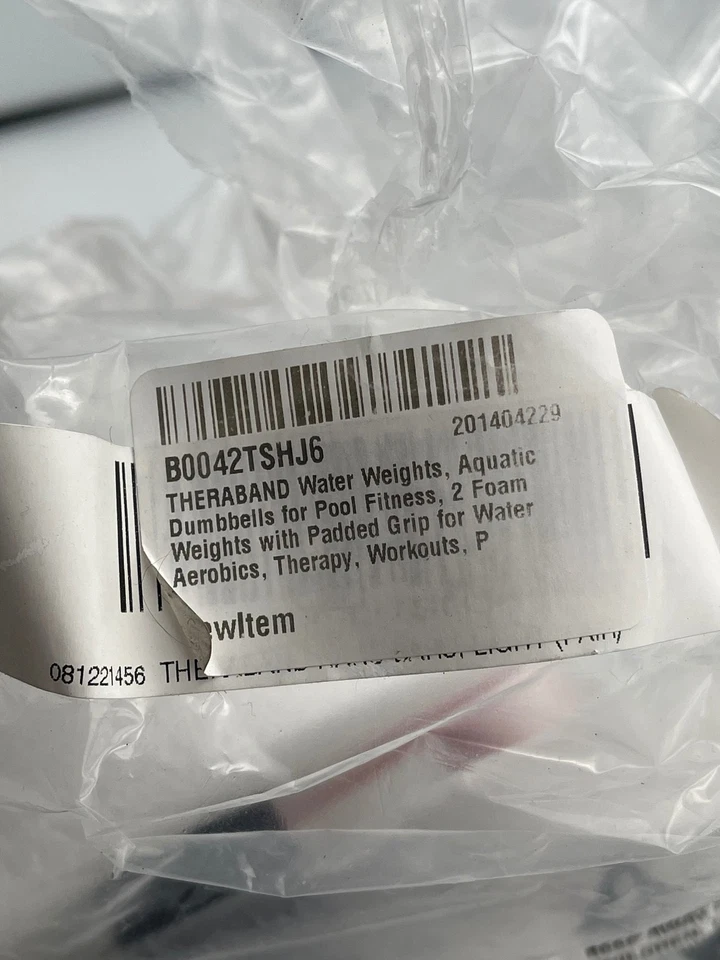 201404229
B0042TSHJ6
THERABAND Water Weights, Aquatic
Dumbbells for Pool Fitness, 2 Foam
Weights with Padded Grip for Water
Aerobics, Therapy, Workouts, P
ewItem
081221456